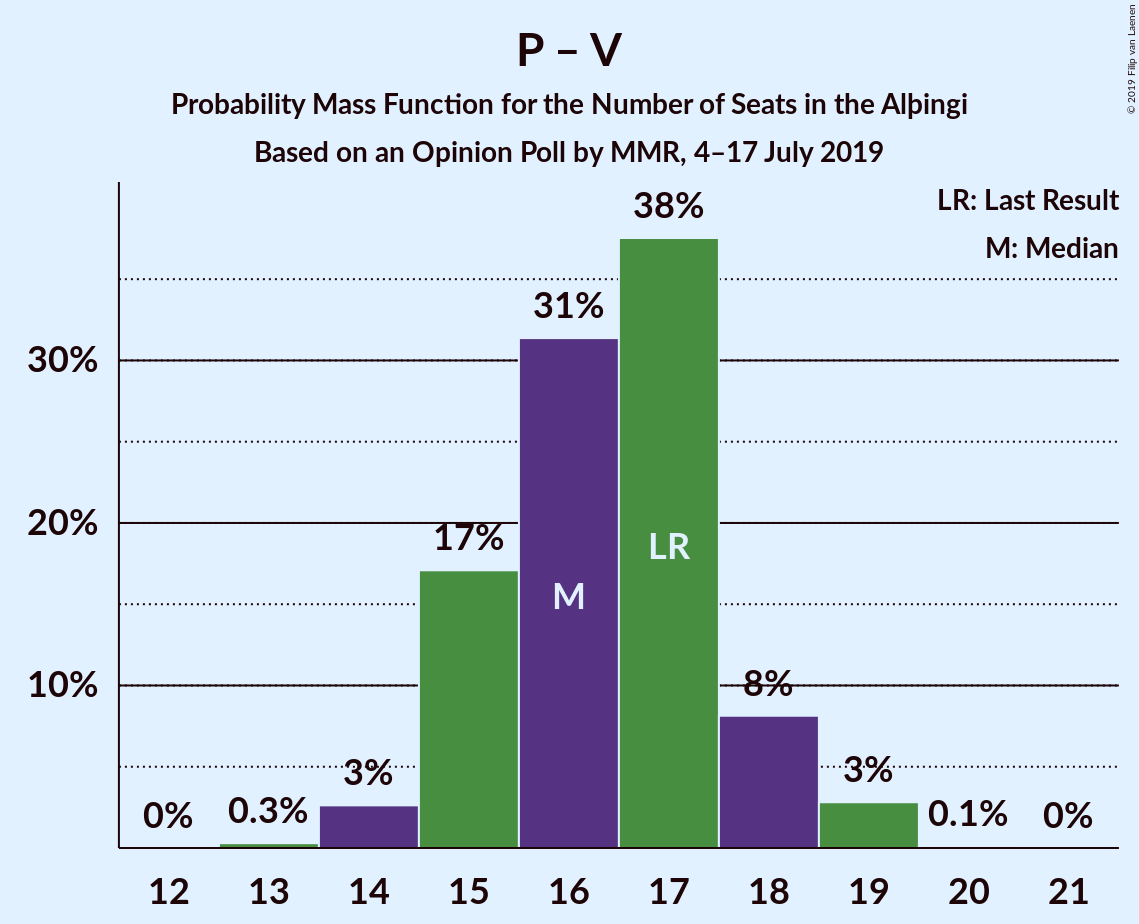 P – V
Probability Mass Function for the Number of Seats in the Alþingi
Based on an Opinion Poll by MMR, 4–17 July 2019
© 2019 Filip van Laenen
LR: Last Result
M: Median
38%
31%
30%
LR
20%
17%
M
10%
8%
3%
3%
0%
0.3%
0.1%
0%
12 13 14 15 16 17 18 19 20 21